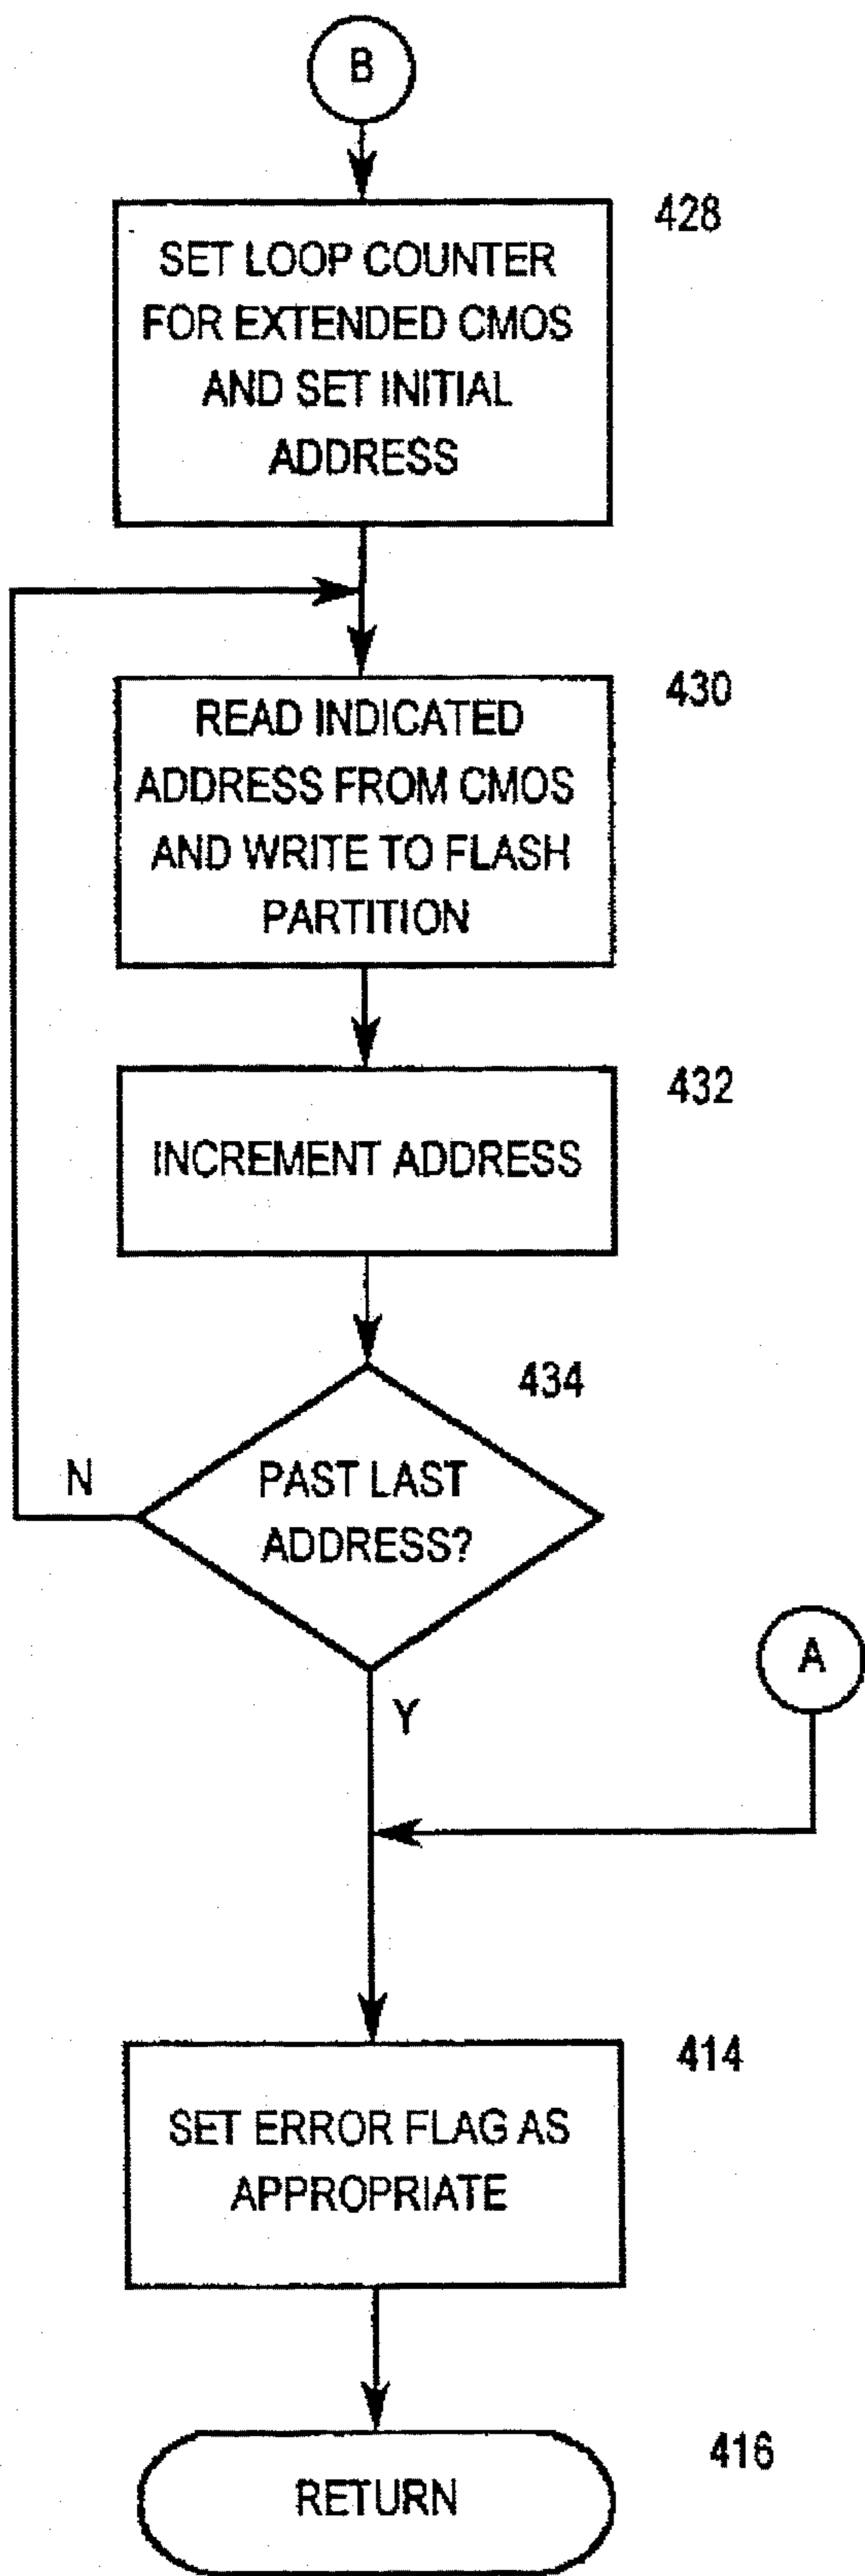 B
428
SET LOOP COUNTER
FOR EXTENDED CMOS
AND SET INITIAL
ADDRESS
430
READ INDICATED
ADDRESS FROM CMOS
AND WRITE TO FLASH
PARTITION
432
INCREMENT ADDRESS
434
N
PAST LAST
ADDRESS?
A
Y
414
SET ERROR FLAG AS
APPROPRIATE
416
RETURN